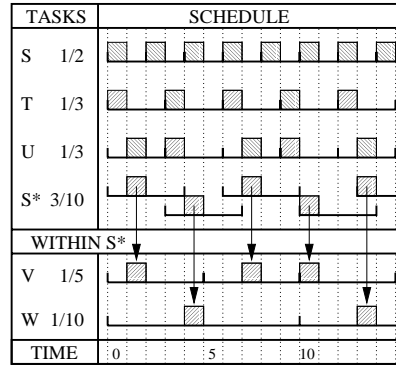 TASKS SCHEDULE
S 1/2
T 1/3
U 1/3
S* 3/10
WITHIN S*
V 1/5
W 1/10
TIME 0 5 10